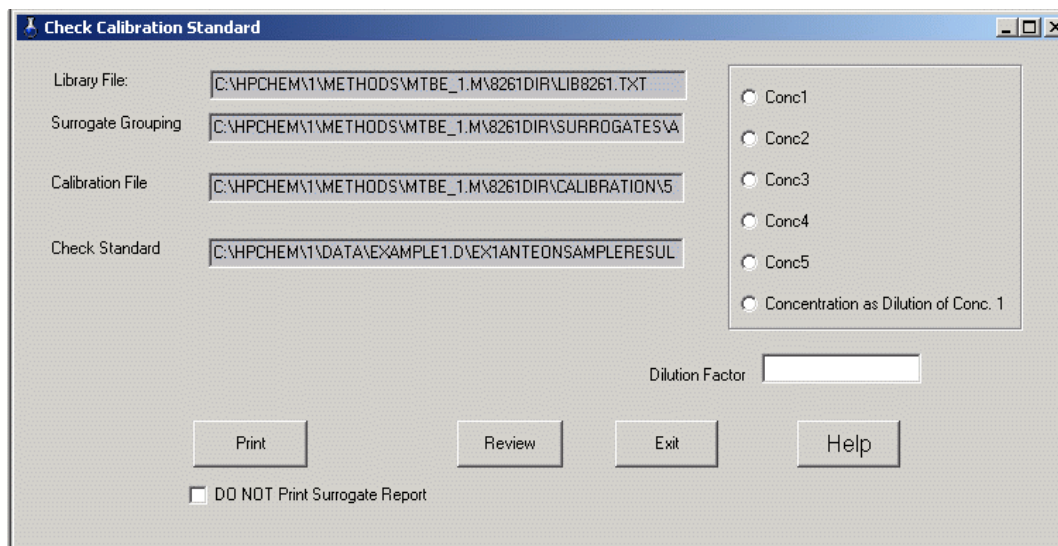 Check Calibration Standard
Library File:
C:\HPCHEM\1\METHODS\MTBE_1.M\8261DIR\LIB8261.TXT
Surrogate Grouping
C:\HPCHEM\1\METHODS\MTBE_1.M\8261DIR\SURROGATES\A
Calibration File
C:\HPCHEM\1\METHODS\MTBE_1.M\8261DIR\CALIBRATION\5
Check Standard
C:\HPCHEM\1\DATA\EXAMPLE1.D\EX1ANTEONSAMPLERESUL
Conc1
Conc2
Conc3
Conc4
Conc5
Concentration as Dilution of Conc. 1
Dilution Factor
Print
Review
Exit
Help
DO NOT Print Surrogate Report